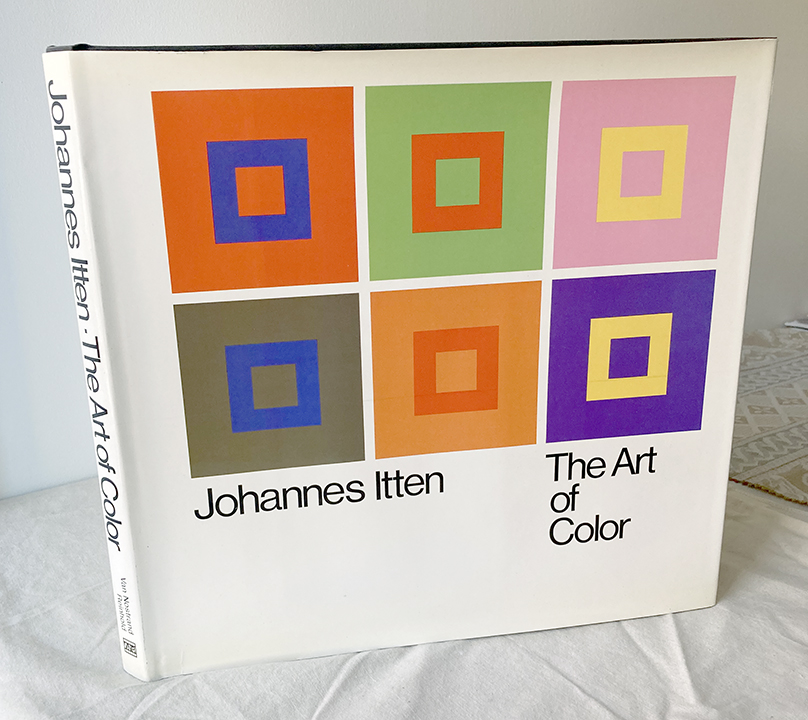 Johannes Itten · The Art of Color
Van Nostrand
Reinhold
Johannes Itten
The Art
of
Color